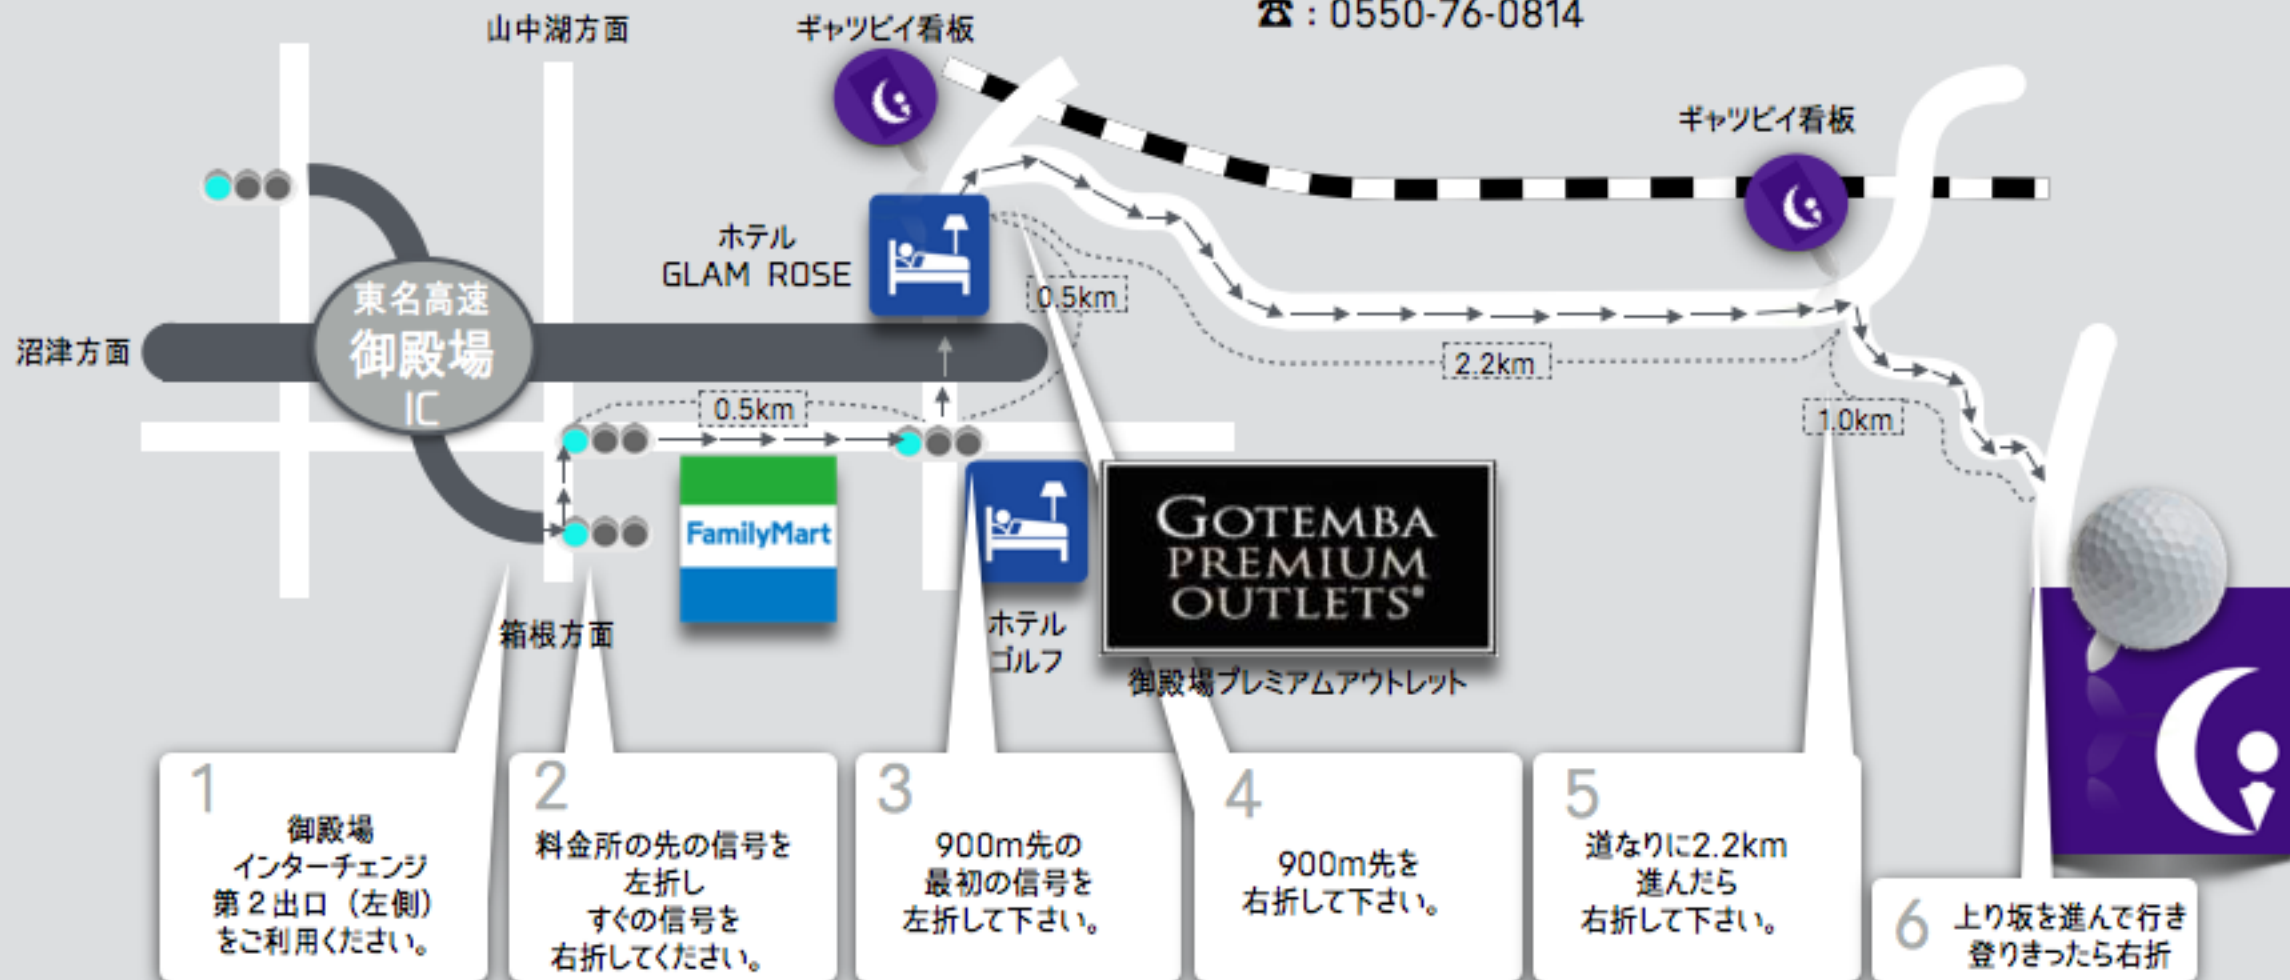 ☎ : 0550-76-0814
山中湖方面
ギャツビイ看板
ギャツビイ看板
ホテル
GLAM ROSE
東名高速
御殿場
IC
沼津方面
0.5km
2.2km
0.5km
1.0km
FamilyMart
GOTEMBA
PREMIUM
OUTLETS®
箱根方面
ホテル
ゴルフ
御殿場プレミアムアウトレット
1
御殿場
インターチェンジ
第2出口（左側）
をご利用ください。
2
料金所の先の信号を
左折し
すぐの信号を
右折してください。
3
900m先の
最初の信号を
左折して下さい。
4
900m先を
右折して下さい。
5
道なりに2.2km
進んだら
右折して下さい。
6
上り坂を進んで行き
登りきったら右折